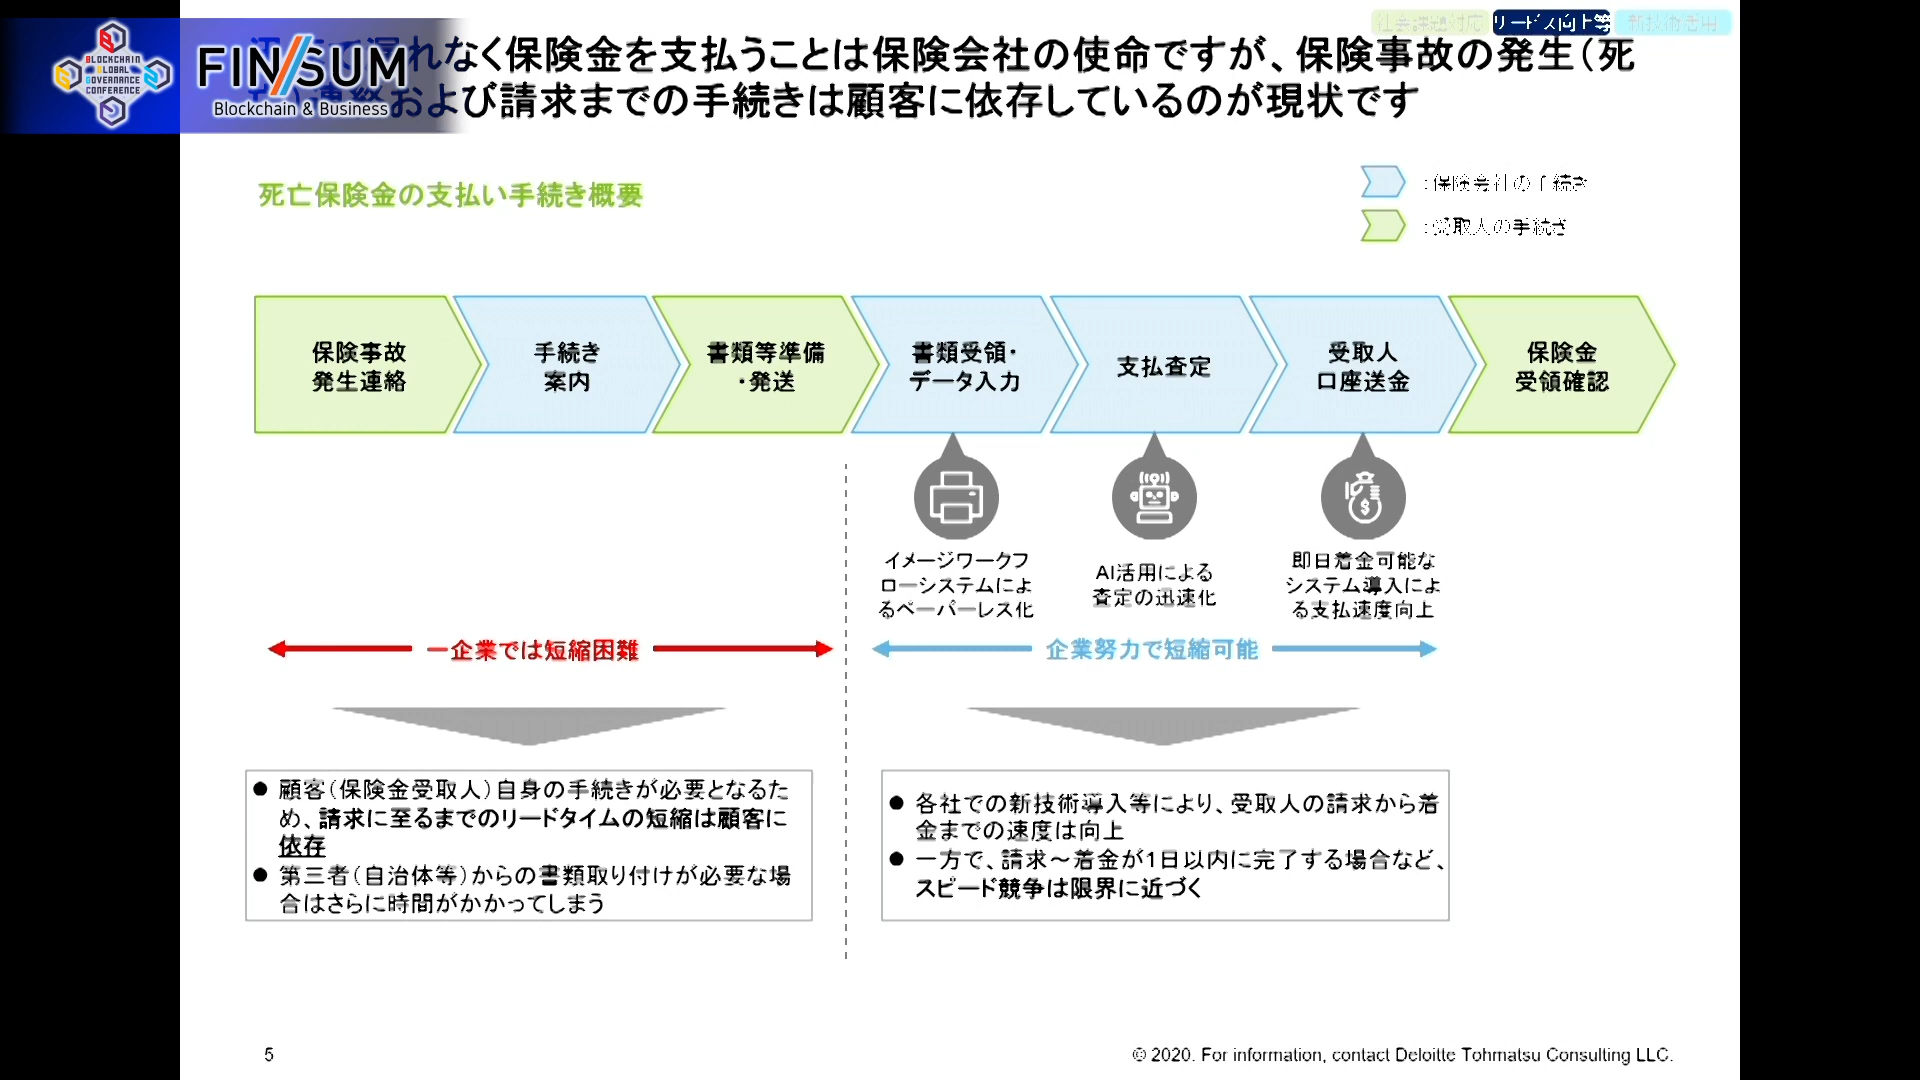 サービス向上等
BLOCKCHAIN
GLOBAL
GOVERNANCE
CONFERENCE
FIN/SUM
Blockchain & Business
れなく保険金を支払うことは保険会社の使命ですが、保険事故の発生（死
および請求までの手続きは顧客に依存しているのが現状です
死亡保険金の支払い手続き概要
：保険会社の手続き
：受取人の手続き
保険事故
発生連絡
手続き
案内
書類等準備
・発送
書類受領・
データ入力
支払査定
受取人
口座送金
保険金
受領確認
イメージワークフ
ローシステムによ
るペーパーレス化
AI活用による
査定の迅速化
即日着金可能な
システム導入によ
る支払速度向上
一企業では短縮困難
企業努力で短縮可能
● 顧客（保険金受取人）自身の手続きが必要となるた
め、請求に至るまでのリードタイムの短縮は顧客に
依存
● 第三者（自治体等）からの書類取り付けが必要な場
合はさらに時間がかかってしまう
● 各社での新技術導入等により、受取人の請求から着
金までの速度は向上
● 一方で、請求～着金が1日以内に完了する場合など、
スピード競争は限界に近づく
5
© 2020. For information, contact Deloitte Tohmatsu Consulting LLC.